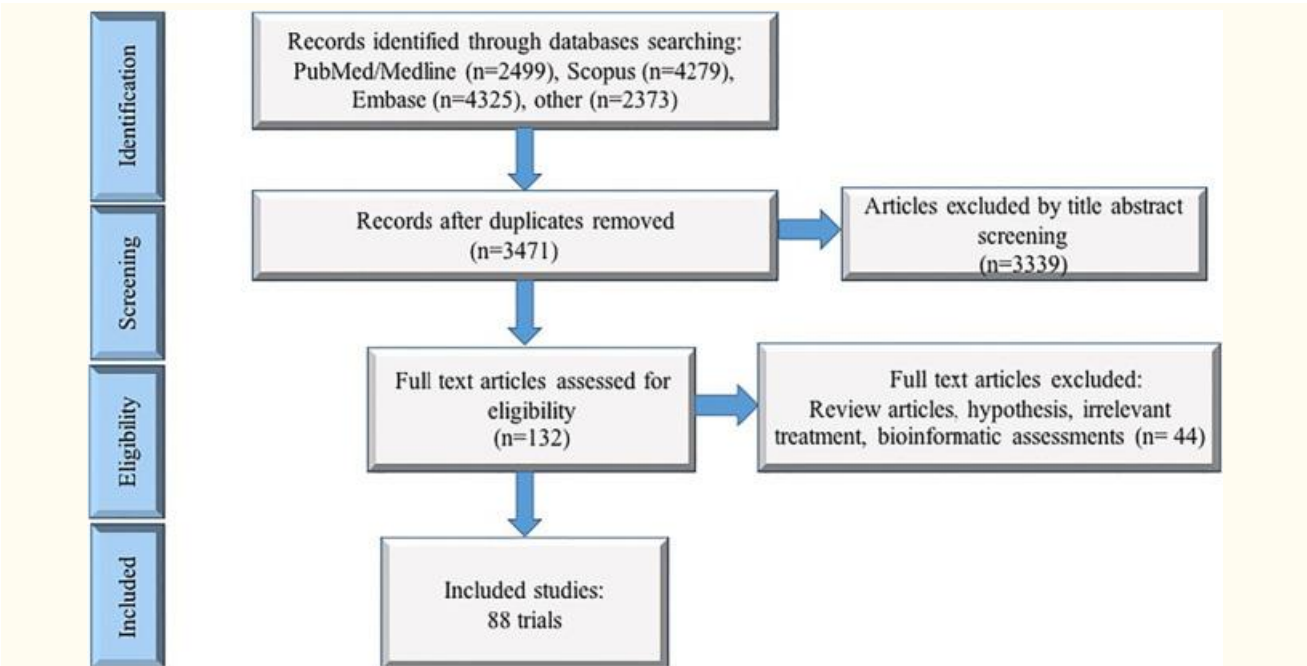 Identification
Records identified through databases searching:
PubMed/Medline (n=2499), Scopus (n=4279),
Embase (n=4325), other (n=2373)
Screening
Records after duplicates removed
(n=3471)
Articles excluded by title abstract
screening
(n=3339)
Eligibility
Full text articles assessed for
eligibility
(n=132)
Full text articles excluded:
Review articles, hypothesis, irrelevant
treatment, bioinformatic assessments (n= 44)
Included
Included studies:
88 trials